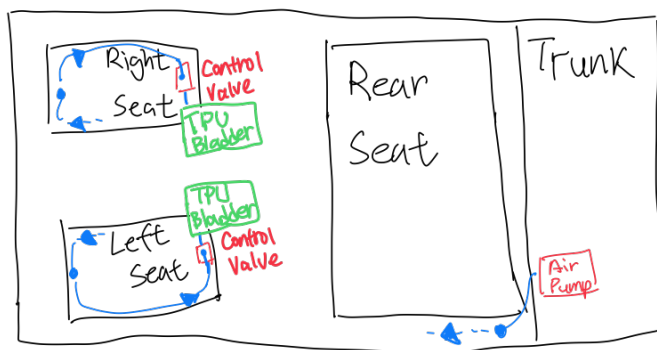 Right
Seat
Control
Valve
TPU
Bladder
TPU
Bladder
Left
Seat
Control
Valve
Rear
Seat
Trunk
Air
Pump